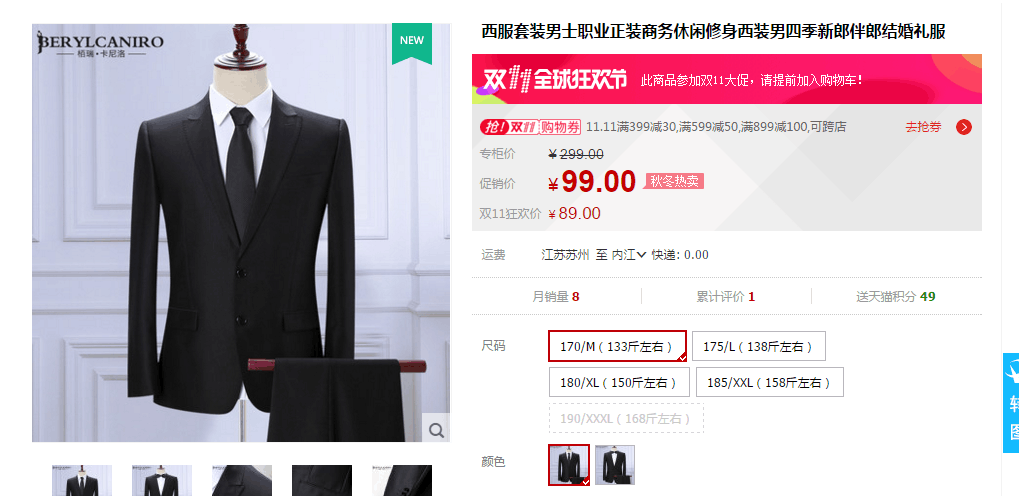 BERYLCANIRO
栢瑞·卡尼洛
NEW
西服套装男士职业正装商务休闲修身西装男四季新郎伴郎结婚礼服
双11全球狂欢节 此商品参加双11大促，请提前加入购物车！
抢！双11购物券 11.11满399减30,满599减50,满899减100,可跨店 去抢券
专柜价 ¥299.00
促销价 ¥99.00 秋冬热卖
双11狂欢价 ¥89.00
运费 江苏苏州 至 内江 快递: 0.00
月销量 8 累计评价 1 送天猫积分 49
尺码 170/M（133斤左右） 175/L（138斤左右）
180/XL（150斤左右） 185/XXL（158斤左右）
190/XXXL（168斤左右）
颜色
转
图
BERYLCANIRO
BERYLCANIRO